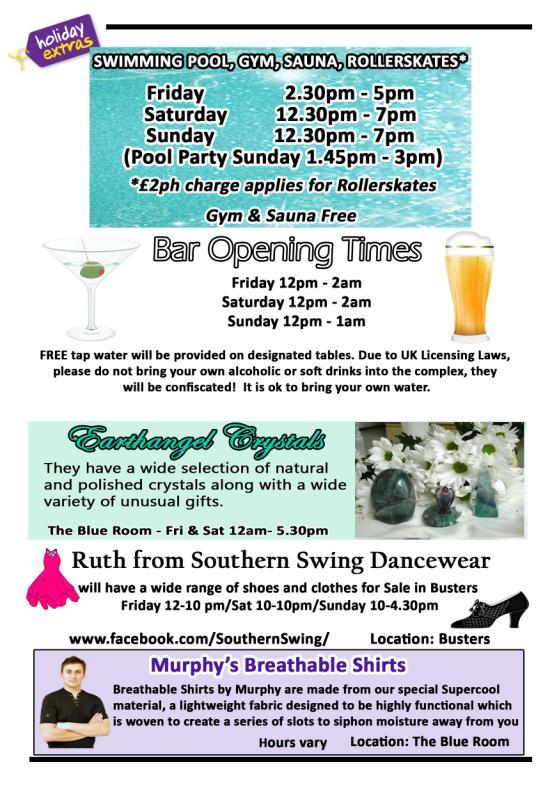 holiday
extras
SWIMMING POOL, GYM, SAUNA, ROLLERSKATES*
Friday 2.30pm - 5pm
Saturday 12.30pm - 7pm
Sunday 12.30pm - 7pm
(Pool Party Sunday 1.45pm - 3pm)
*£2ph charge applies for Rollerskates
Gym & Sauna Free
Bar Opening Times
Friday 12pm - 2am
Saturday 12pm - 2am
Sunday 12pm - 1am
FREE tap water will be provided on designated tables. Due to UK Licensing Laws,
please do not bring your own alcoholic or soft drinks into the complex, they
will be confiscated! It is ok to bring your own water.
Earthangel Crystals
They have a wide selection of natural
and polished crystals along with a wide
variety of unusual gifts.
The Blue Room - Fri & Sat 12am- 5.30pm
Ruth from Southern Swing Dancewear
will have a wide range of shoes and clothes for Sale in Busters
Friday 12-10 pm/Sat 10-10pm/Sunday 10-4.30pm
www.facebook.com/SouthernSwing/ Location: Busters
Murphy's Breathable Shirts
Breathable Shirts by Murphy are made from our special Supercool
material, a lightweight fabric designed to be highly functional which
is woven to create a series of slots to siphon moisture away from you
Hours vary Location: The Blue Room